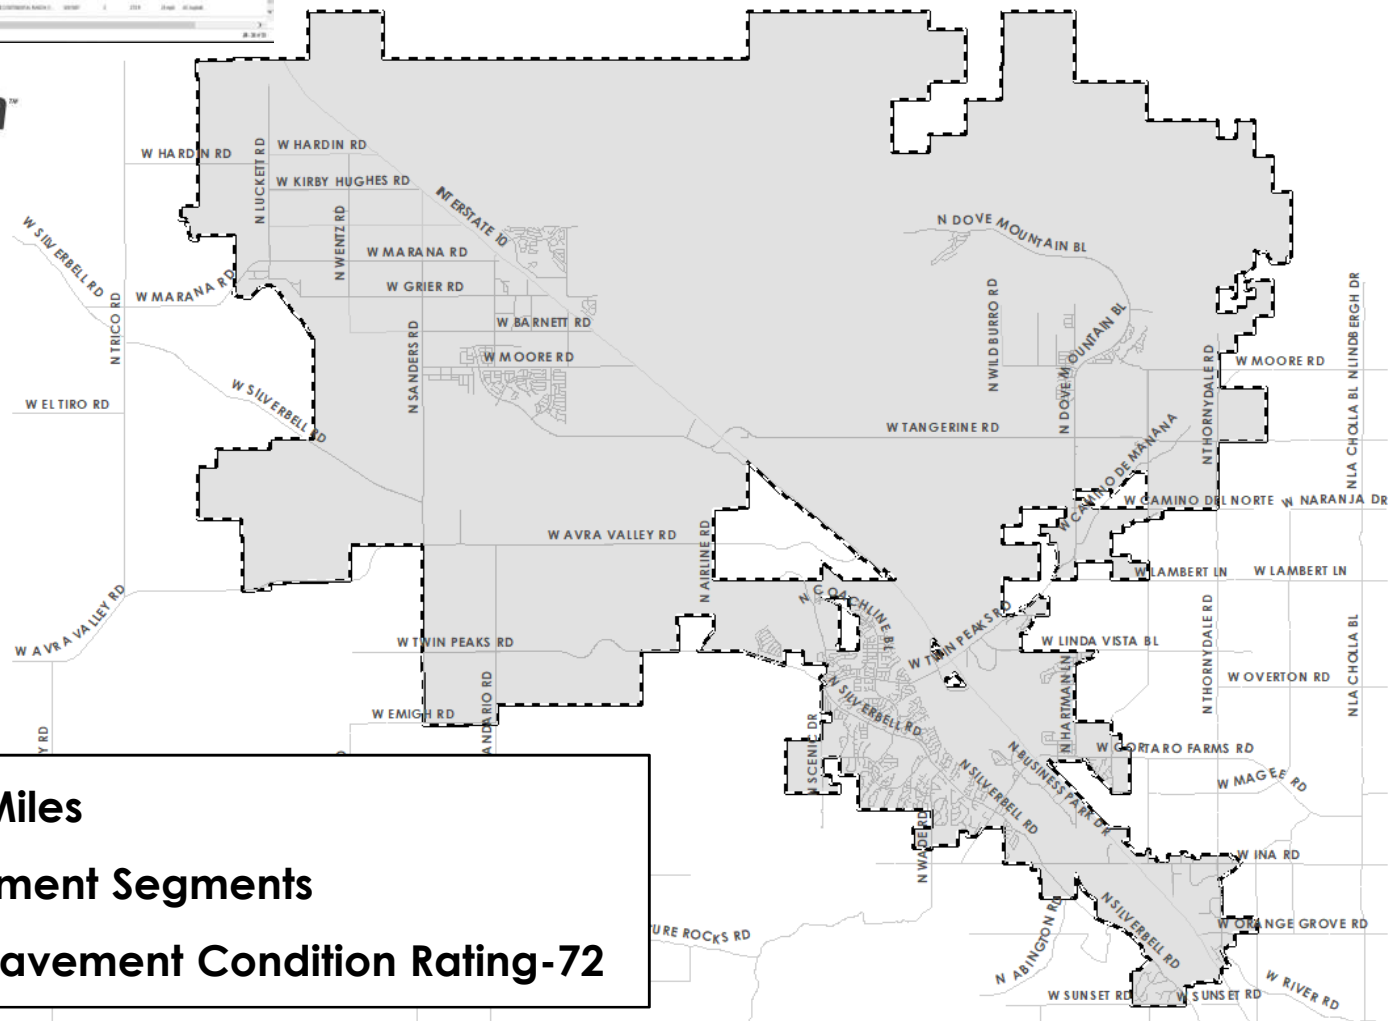 W HARDIN RD
W HARDIN RD
N LUCKETT RD
W KIRBY HUGHES RD
INTERSTATE 10
N WENTZ RD
W SILVERBELL RD
N DOVE MOUNTAIN BL
W MARANA RD
W MARANA RD
W GRIER RD
N TRICO RD
W BARNETT RD
N SANDERS RD
W MOORE RD
N WILD BURRO RD
N DOVE MOUNTAIN BL
N THORNYDALE RD
W MOORE RD
N LINDBERGH DR
N LA CHOLLA BL
W EL TIRO RD
W SILVERBELL RD
W TANGERINE RD
W CAMINO DE MANANA
W CAMINO DEL NORTE
W NARANJA DR
W AVRA VALLEY RD
N AIRLINE RD
W LAMBERT LN
W LAMBERT LN
W AVRA VALLEY RD
N COACHLINE BL
W TWIN PEAKS RD
W TWIN PEAKS RD
W LINDA VISTA BL
N THORNYDALE RD
N LA CHOLLA BL
W OVERTON RD
N HARTMAN LN
N SILVERBELL RD
W EMIGH RD
ANDARIO RD
Y RD
N SCENIC DR
W CORTARO FARMS RD
N BUSINESS PARK DR
W MAGEE RD
N SILVERBELL RD
N WADE RD
W INA RD
Miles
ment Segments
avement Condition Rating-72
URE ROCKS RD
N ABINGTON RD
N SILVERBELL RD
W ORANGE GROVE RD
W SUNSET RD
W SUNSET RD
W RIVER RD